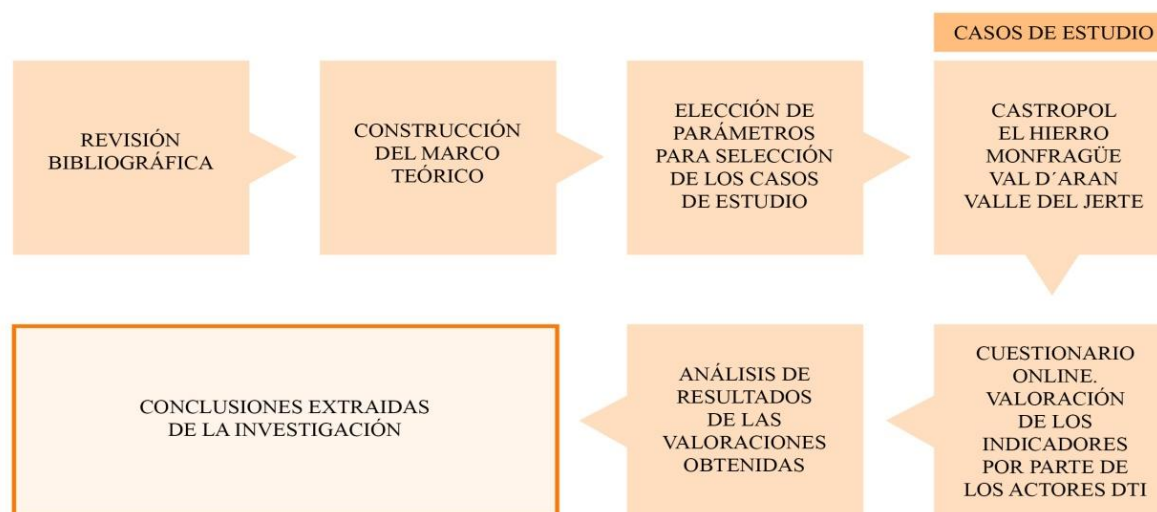 REVISIÓN
BIBLIOGRÁFICA
CONSTRUCCIÓN
DEL MARCO
TEÓRICO
ELECCIÓN DE
PARÁMETROS
PARA SELECCIÓN
DE LOS CASOS
DE ESTUDIO
CASOS DE ESTUDIO
CASTROPOL
EL HIERRO
MONFRAGÜE
VAL D´ARAN
VALLE DEL JERTE
CUESTIONARIO
ONLINE.
VALORACIÓN
DE LOS
INDICADORES
POR PARTE DE
LOS ACTORES DTI
ANÁLISIS DE
RESULTADOS
DE LAS
VALORACIONES
OBTENIDAS
CONCLUSIONES EXTRAIDAS
DE LA INVESTIGACIÓN